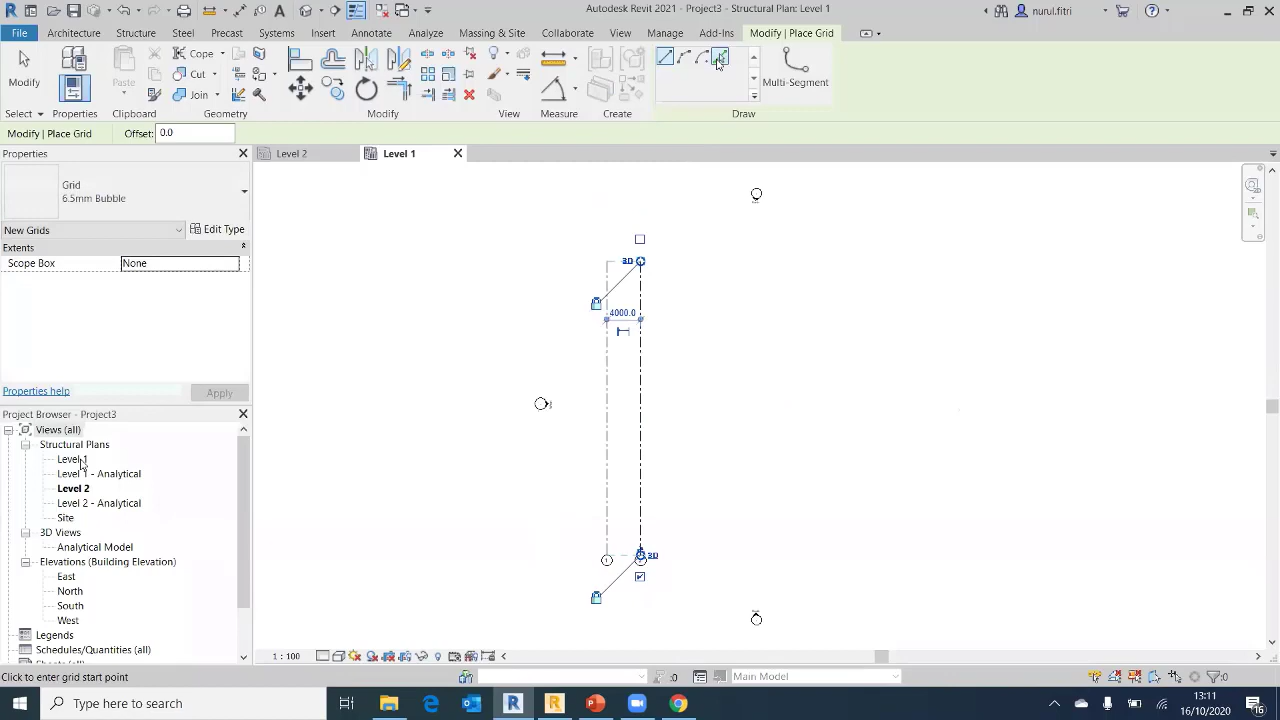 Autodesk Revit 2021 - Project3 - Structural Plan: Level 1
nurul.fitri
File
Architecture
Structure
Steel
Precast
Systems
Insert
Annotate
Massing & Site
Collaborate
View
Manage
Add-Ins
Modify | Place Grid
Modify
Paste
Cope
Cut
Join
Multi-Segment
Select
Properties
Clipboard
Geometry
Modify
View
Measure
Create
Draw
Modify | Place Grid
Offset:
0.0
Properties
Level 2
Level 1
Grid
6.5mm Bubble
New Grids
Edit Type
Extents
Scope Box
None
Properties help
Apply
Project Browser - Project3
Views (all)
Structural Plans
Level 1
Level 1 - Analytical
Level 2
Level 2 - Analytical
Site
3D Views
Analytical Model
Elevations (Building Elevation)
East
North
South
West
Legends
Schedules/Quantities (all)
Sheets (all)
3D
4000.0
3D
1 : 100
Click to enter grid start point
:0
Main Model
:0
Type here to search
13:11
16/10/2020